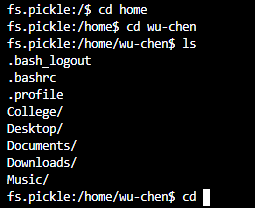 fs.pickle:/$ cd home
fs.pickle:/home$ cd wu-chen
fs.pickle:/home/wu-chen$ ls
.bash_logout
.bashrc
.profile
College/
Desktop/
Documents/
Downloads/
Music/
fs.pickle:/home/wu-chen$ cd